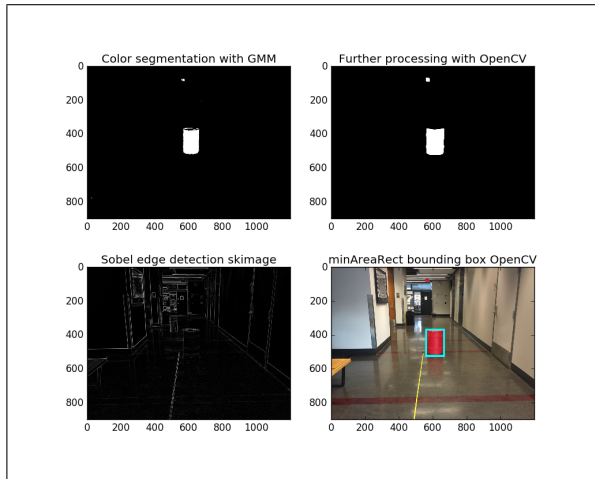 Color segmentation with GMM
Further processing with OpenCV
0
200
400
600
800
0 200 400 600 800 1000
0
200
400
600
800
0 200 400 600 800 1000
Sobel edge detection skimage
minAreaRect bounding box OpenCV
0
200
400
600
800
0 200 400 600 800 1000
0
200
400
600
800
0 200 400 600 800 1000